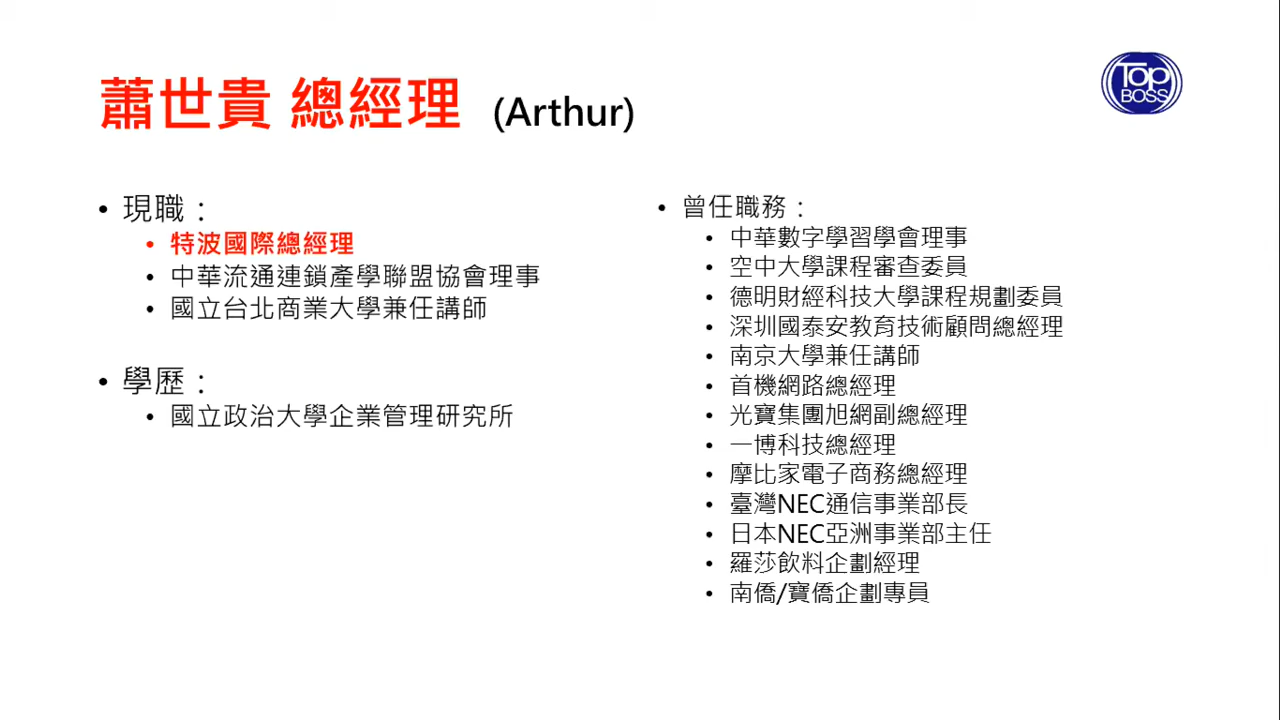 蕭世貴 總經理 (Arthur)
Top
BOSS
• 現職：
• 特波國際總經理
• 中華流通連鎖產學聯盟協會理事
• 國立台北商業大學兼任講師
• 學歷：
• 國立政治大學企業管理研究所
• 曾任職務：
• 中華數字學習學會理事
• 空中大學課程審查委員
• 德明財經科技大學課程規劃委員
• 深圳國泰安教育技術顧問總經理
• 南京大學兼任講師
• 首機網路總經理
• 光寶集團旭網副總經理
• 一博科技總經理
• 摩比家電子商務總經理
• 臺灣NEC通信事業部長
• 日本NEC亞洲事業部主任
• 羅莎飲料企劃經理
• 南僑/寶僑企劃專員